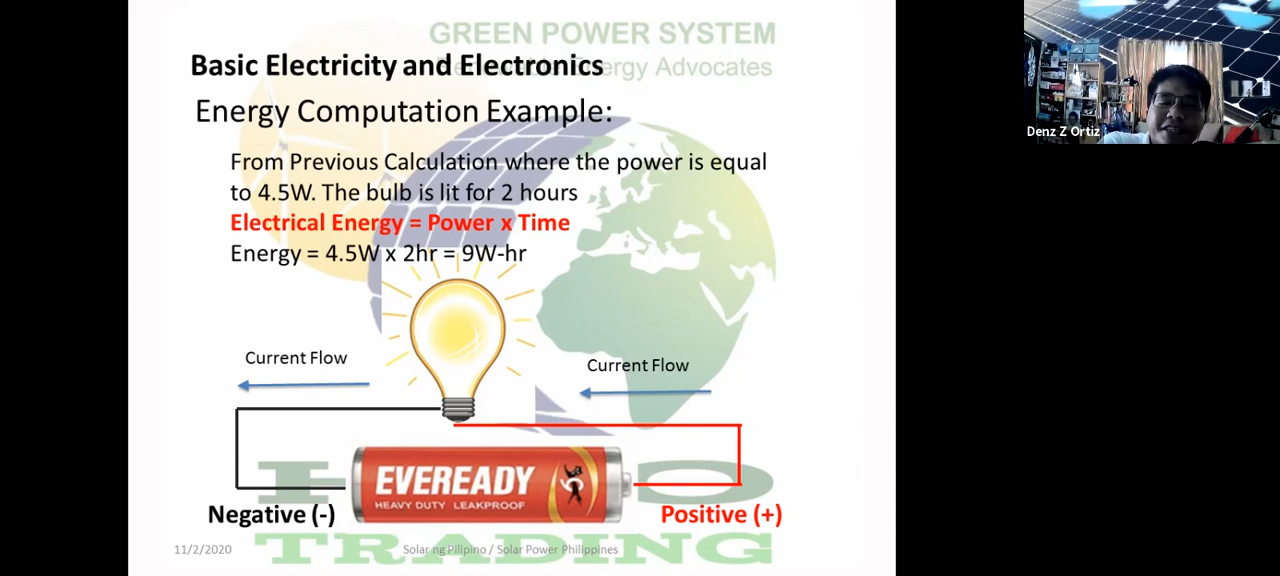 GREEN POWER SYSTEM
Basic Electricity and Electronics
Energy Advocates
Energy Computation Example:
From Previous Calculation where the power is equal
to 4.5W. The bulb is lit for 2 hours
Electrical Energy = Power x Time
Energy = 4.5W x 2hr = 9W-hr
Current Flow
Current Flow
EVEREADY
HEAVY DUTY LEAKPROOF
Negative (-)
Positive (+)
11/2/2020
Solar ng Pilipino / Solar Power Philippines
TRADING
Denz Z Ortiz